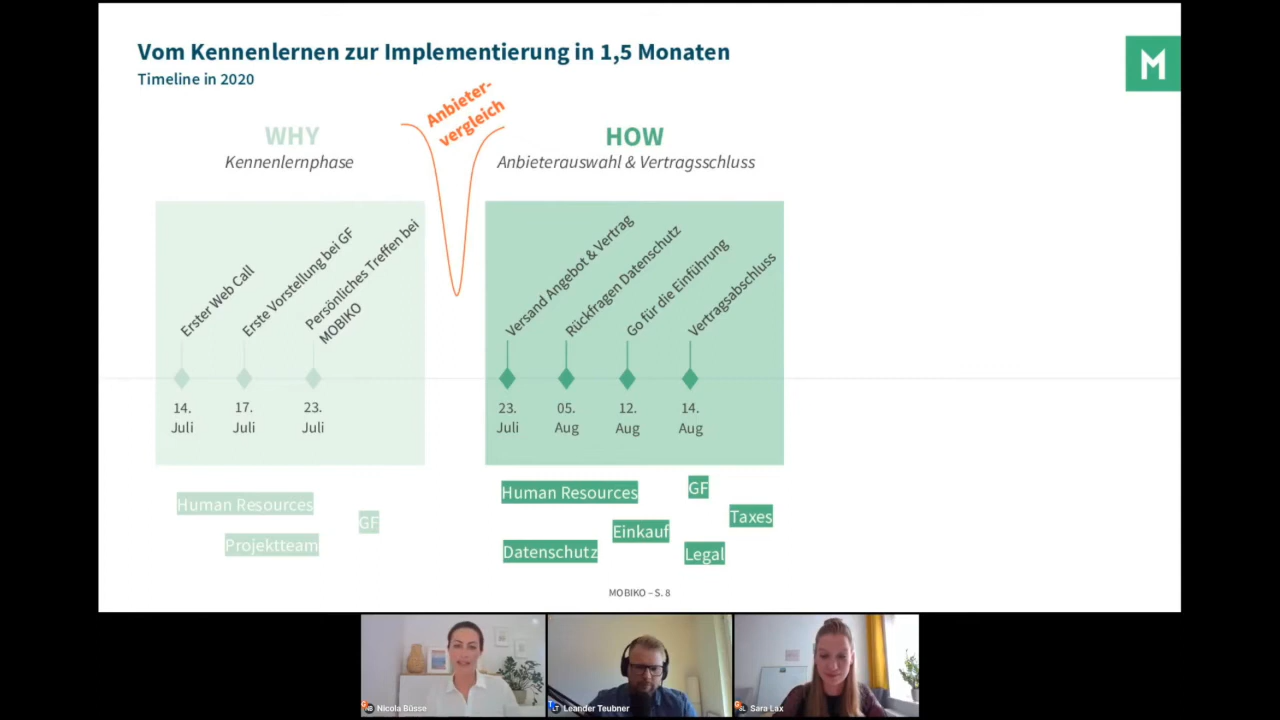 Vom Kennenlernen zur Implementierung in 1,5 Monaten
Timeline in 2020
M
Anbieter-
vergleich
WHY
Kennenlernphase
HOW
Anbieterauswahl & Vertragsschluss
Erster Web Call
Erste Vorstellung bei GF
Persönliches Treffen bei
MOBIKO
Versand Angebot & Vertrag
Rückfragen Datenschutz
Go für die Einführung
Vertragsabschluss
14.
Juli
17.
Juli
23.
Juli
23.
Juli
05.
Aug
12.
Aug
14.
Aug
Human Resources
GF
Projektteam
Human Resources
GF
Taxes
Einkauf
Datenschutz
Legal
MOBIKO – S. 8
NB Nicola Büsse
LT Leander Teubner
SL Sara Lax